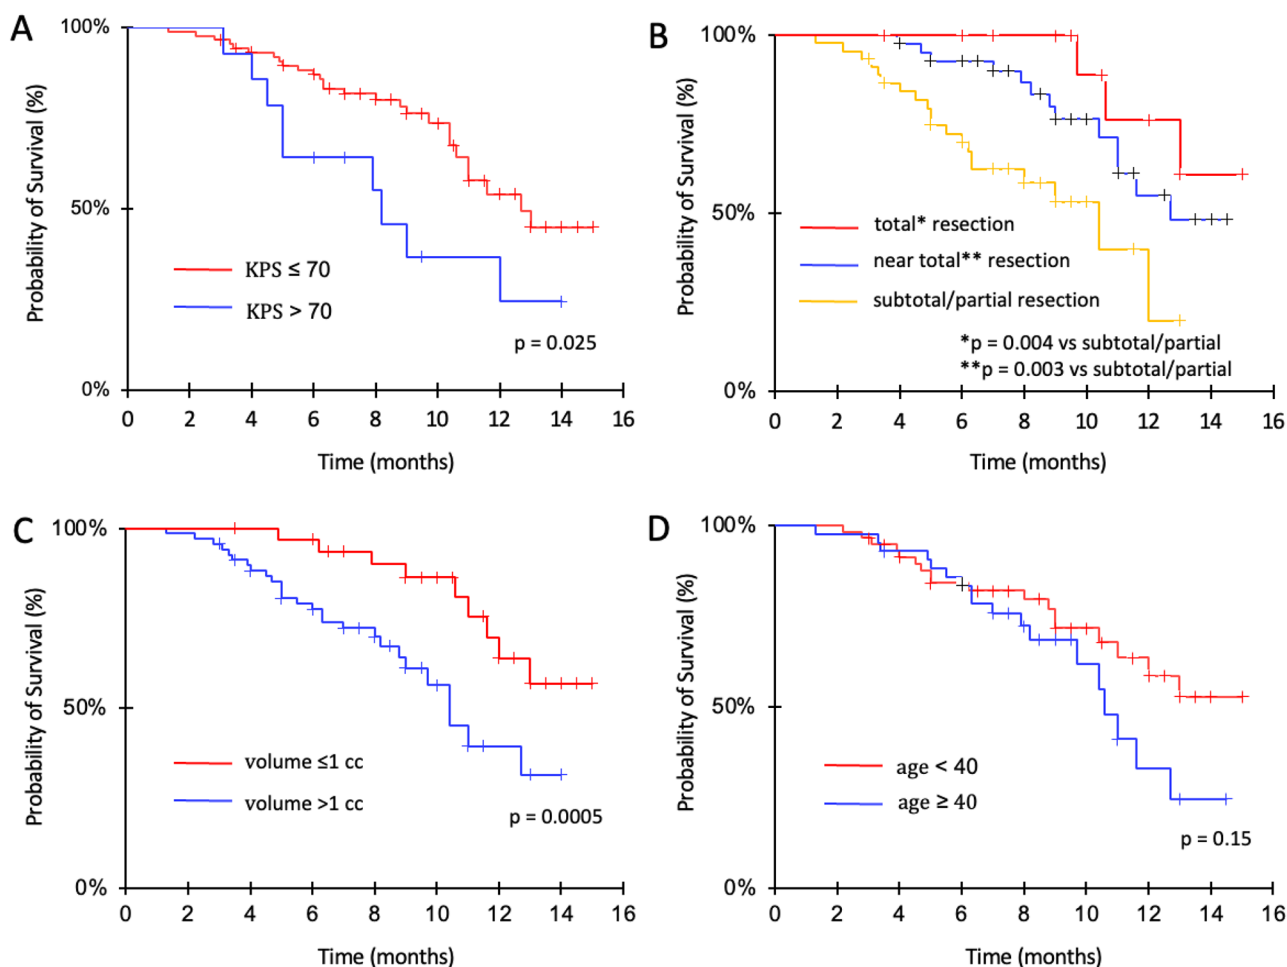 A
Probability of Survival (%)
100%
50%
0%
KPS ≤ 70
KPS > 70
p = 0.025
0 2 4 6 8 10 12 14 16
Time (months)
B
Probability of Survival (%)
100%
50%
0%
total* resection
near total** resection
subtotal/partial resection
*p = 0.004 vs subtotal/partial
**p = 0.003 vs subtotal/partial
0 2 4 6 8 10 12 14 16
Time (months)
C
Probability of Survival (%)
100%
50%
0%
volume ≤1 cc
volume >1 cc
p = 0.0005
0 2 4 6 8 10 12 14 16
Time (months)
D
Probability of Survival (%)
100%
50%
0%
age < 40
age ≥ 40
p = 0.15
0 2 4 6 8 10 12 14 16
Time (months)